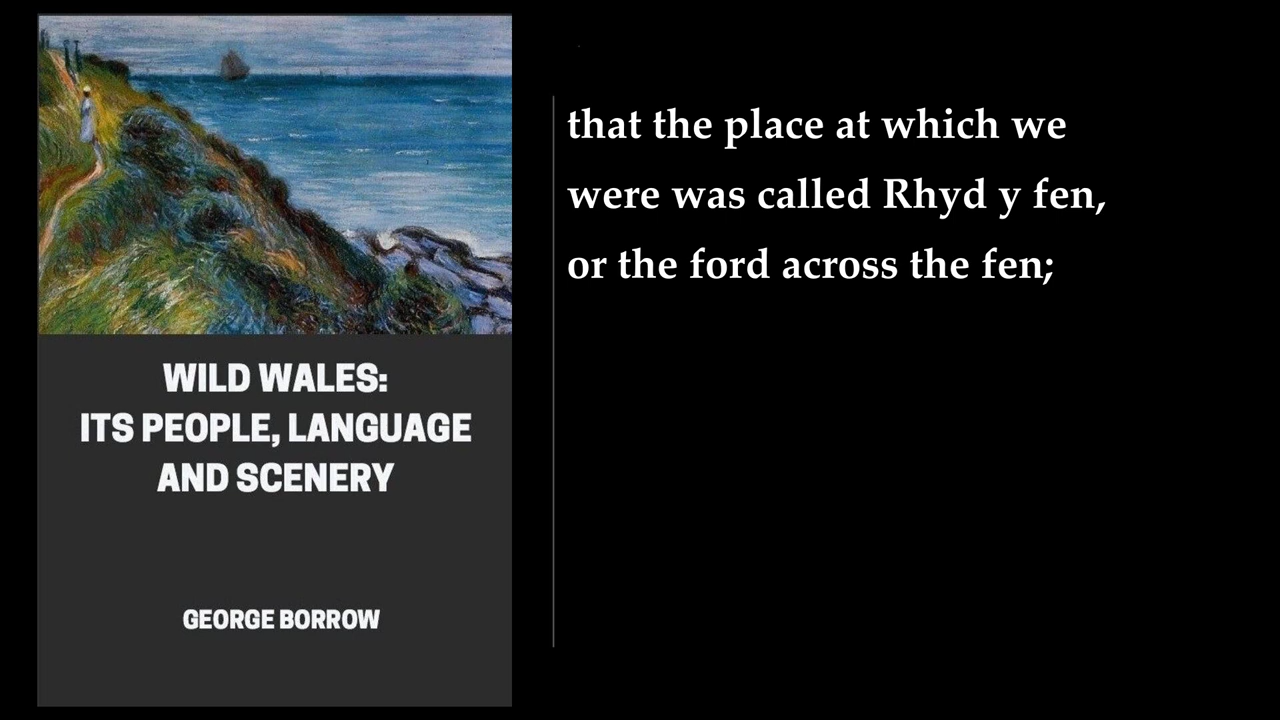 WILD WALES:
ITS PEOPLE, LANGUAGE
AND SCENERY
GEORGE BORROW
that the place at which we
were was called Rhyd y fen,
or the ford across the fen;